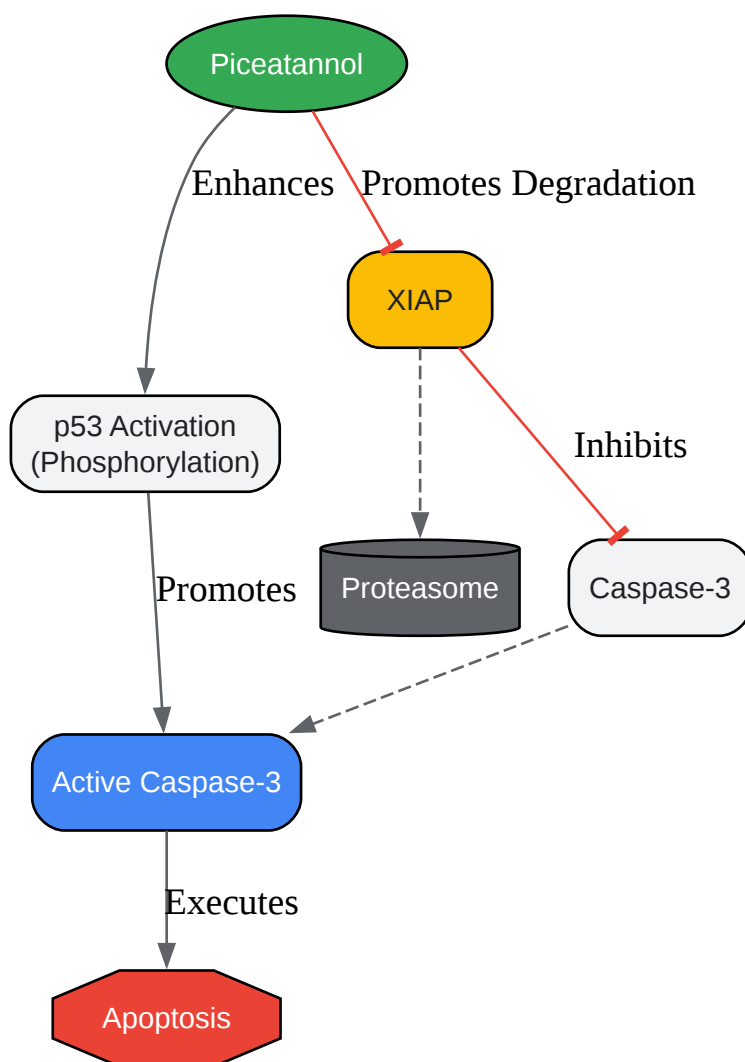 Piceatannol
Enhances
Promotes Degradation
XIAP
p53 Activation
(Phosphorylation)
Inhibits
Promotes
Proteasome
Caspase-3
Active Caspase-3
Executes
Apoptosis